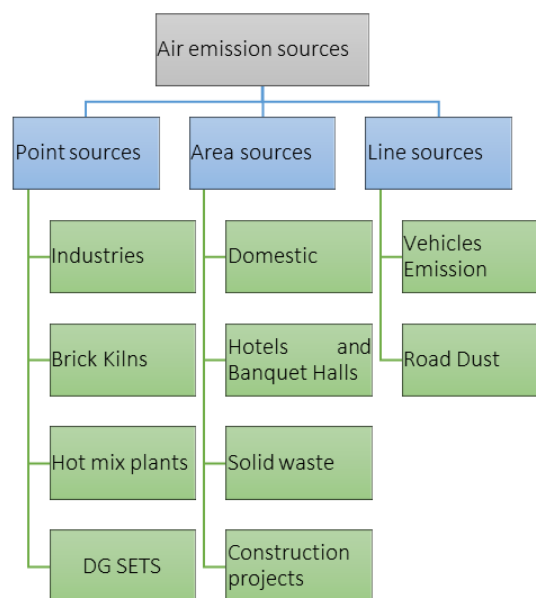 Air emission sources
Point sources
Area sources
Line sources
Industries
Domestic
Vehicles
Emission
Brick Kilns
Hotels and
Banquet Halls
Road Dust
Hot mix plants
Solid waste
DG SETS
Construction
projects